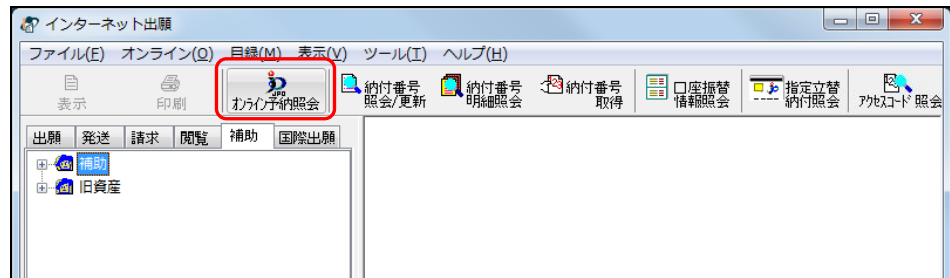 インターネット出願
ファイル(F) オンライン(O) 目録(M) 表示(V) ツール(T) ヘルプ(H)
表示
印刷
JPO
オンライン予納照会
納付番号
照会/更新
納付番号
明細照会
納付番号
取得
口座振替
情報照会
指定立替
納付照会
アクセスコード照会
出願 発送 請求 閲覧 補助 国際出願
補助
旧資産